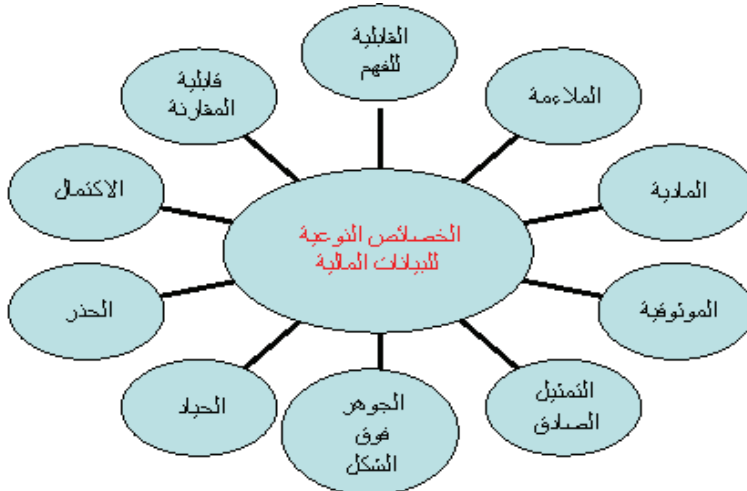 القابلية
للفهم
الملاءمة
المادية
الموثوقية
التمثيل
الصادق
الجوهر
فوق
الشكل
الحياد
الحذر
الاكتمال
قابلية
المقارنة
الخصائص النوعية
للبيانات المالية